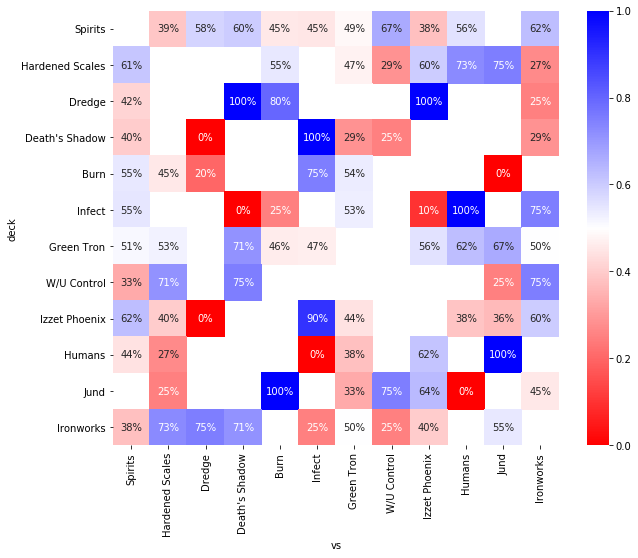 Spirits 39% 58% 60% 45% 45% 49% 67% 38% 56% 62%
Hardened Scales 61% 55% 47% 29% 60% 73% 75% 27%
Dredge 42% 100% 80% 100% 25%
Death's Shadow 40% 0% 100% 29% 25% 29%
Burn 55% 45% 20% 75% 54% 0%
Infect 55% 0% 25% 53% 10% 100% 75%
Green Tron 51% 53% 71% 46% 47% 56% 62% 67% 50%
W/U Control 33% 71% 75% 25% 75%
Izzet Phoenix 62% 40% 0% 90% 44% 38% 36% 60%
Humans 44% 27% 0% 38% 62% 100%
Jund 25% 100% 33% 75% 64% 0% 45%
Ironworks 38% 73% 75% 71% 25% 50% 25% 40% 55%
deck
Spirits
Hardened Scales
Dredge
Death's Shadow
Burn
Infect
Green Tron
W/U Control
Izzet Phoenix
Humans
Jund
Ironworks
vs
1.0
0.8
0.6
0.4
0.2
0.0